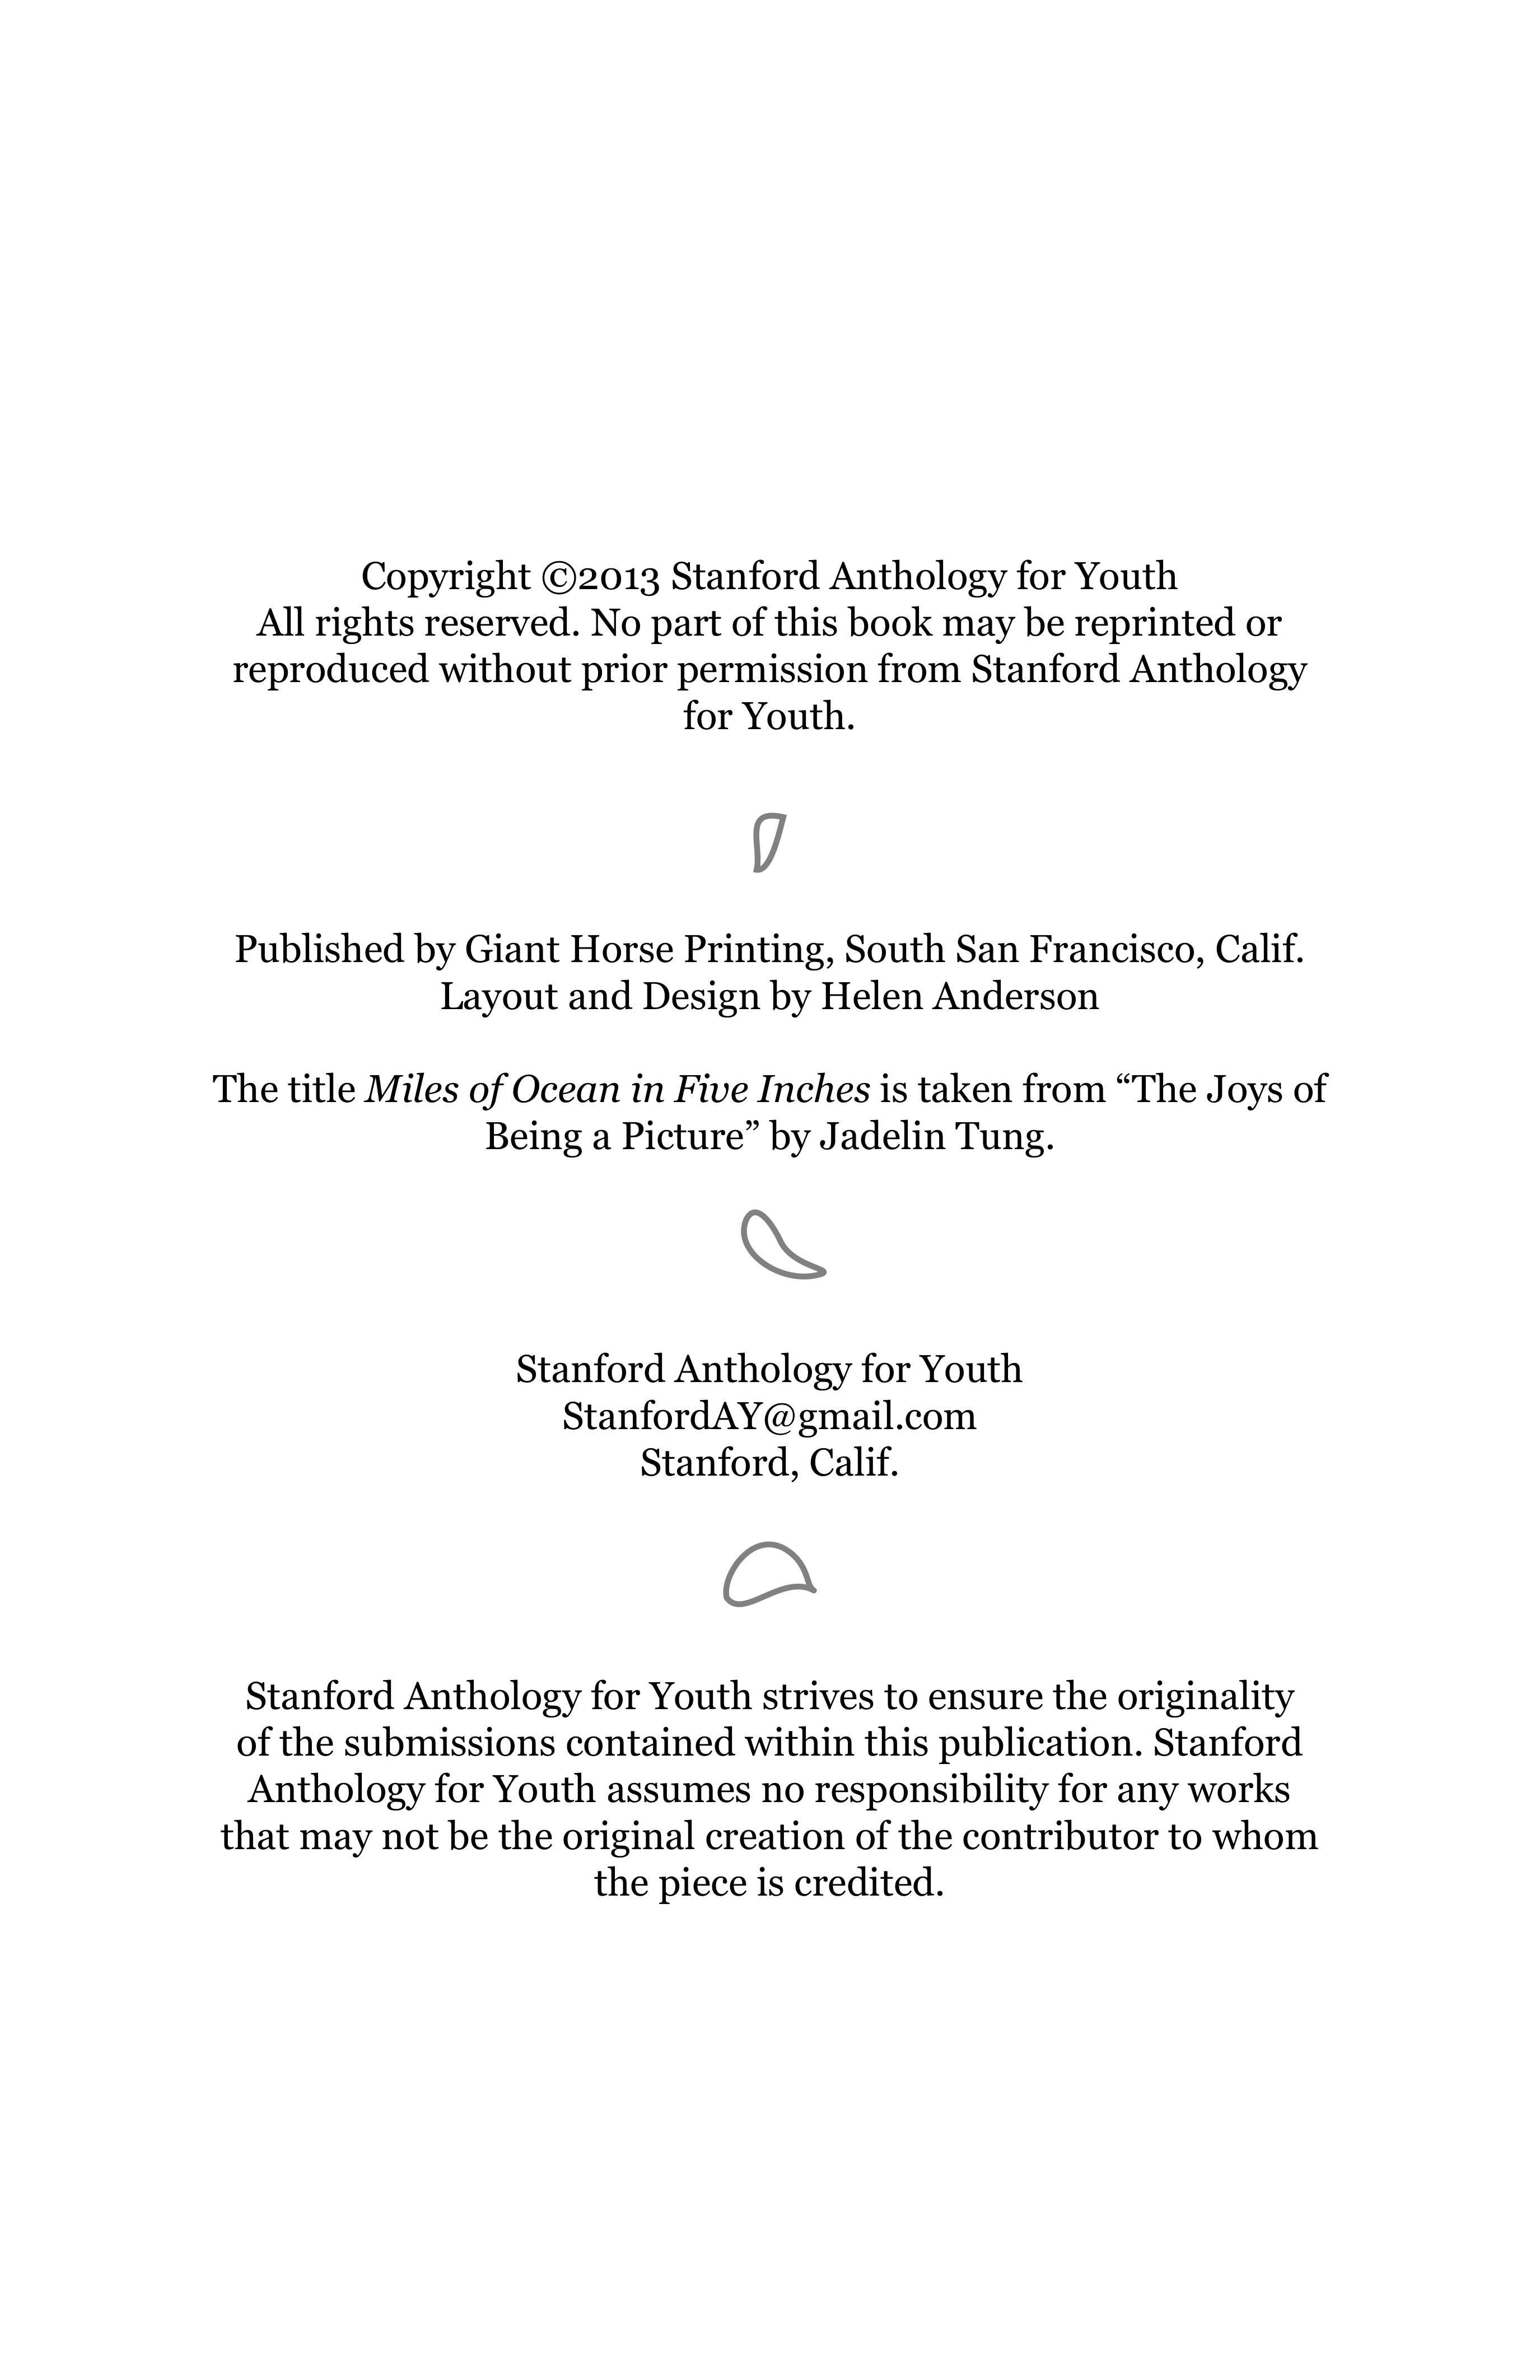 Copyright ©2013 Stanford Anthology for Youth
All rights reserved. No part of this book may be reprinted or
reproduced without prior permission from Stanford Anthology
for Youth.
Published by Giant Horse Printing, South San Francisco, Calif.
Layout and Design by Helen Anderson
The title Miles of Ocean in Five Inches is taken from “The Joys of
Being a Picture” by Jadelin Tung.
Stanford Anthology for Youth
StanfordAY@gmail.com
Stanford, Calif.
Stanford Anthology for Youth strives to ensure the originality
of the submissions contained within this publication. Stanford
Anthology for Youth assumes no responsibility for any works
that may not be the original creation of the contributor to whom
the piece is credited.